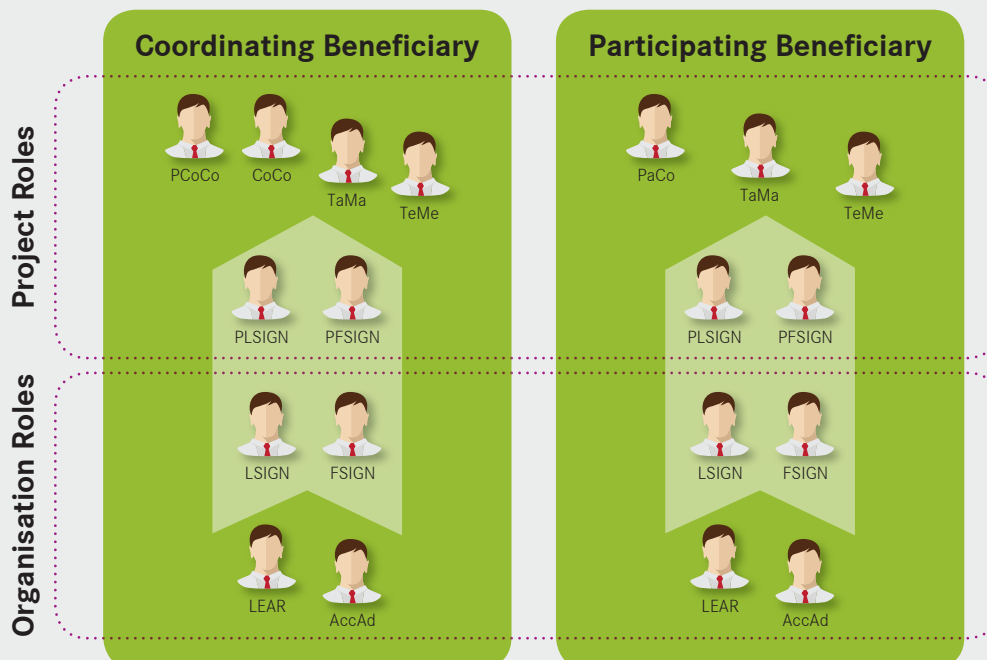 Coordinating Beneficiary
Participating Beneficiary
Project Roles
PCoCo
CoCo
TaMa
TeMe
PaCo
TaMa
TeMe
PLSIGN
PFSIGN
PLSIGN
PFSIGN
Organisation Roles
LSIGN
FSIGN
LSIGN
FSIGN
LEAR
AccAd
LEAR
AccAd